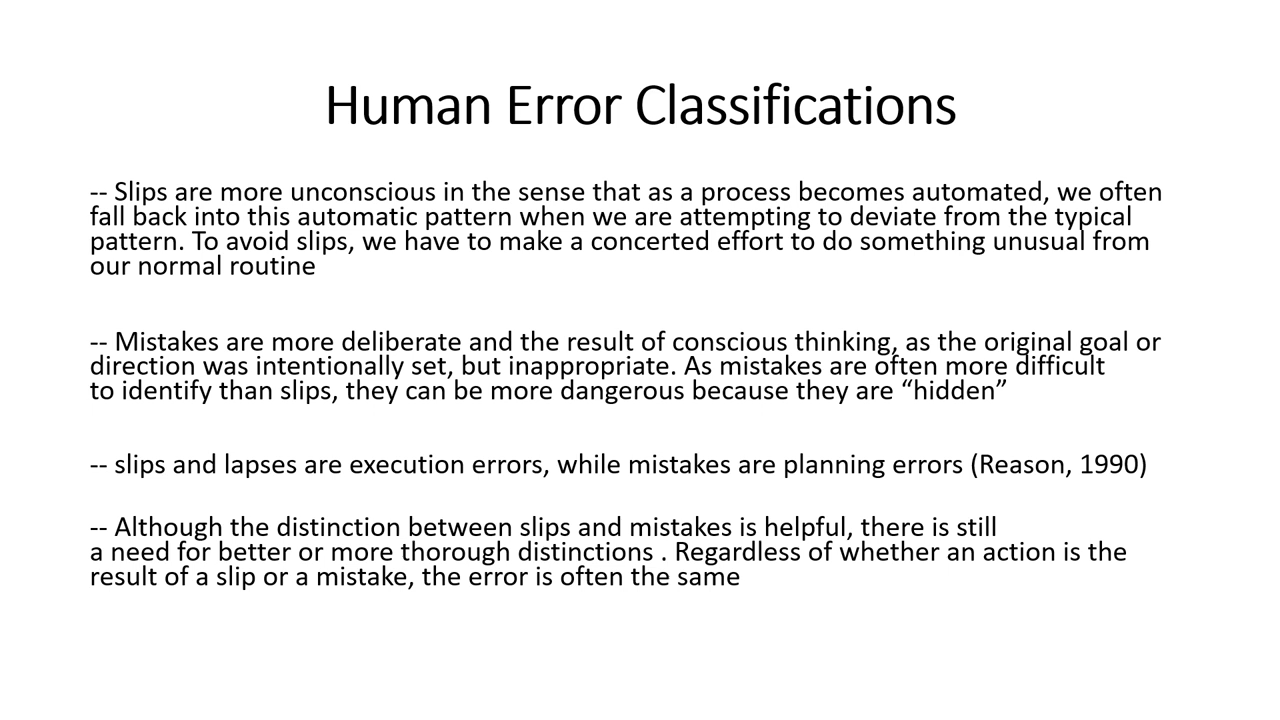 Human Error Classifications
-- Slips are more unconscious in the sense that as a process becomes automated, we often
fall back into this automatic pattern when we are attempting to deviate from the typical
pattern. To avoid slips, we have to make a concerted effort to do something unusual from
our normal routine
-- Mistakes are more deliberate and the result of conscious thinking, as the original goal or
direction was intentionally set, but inappropriate. As mistakes are often more difficult
to identify than slips, they can be more dangerous because they are “hidden”
-- slips and lapses are execution errors, while mistakes are planning errors (Reason, 1990)
-- Although the distinction between slips and mistakes is helpful, there is still
a need for better or more thorough distinctions . Regardless of whether an action is the
result of a slip or a mistake, the error is often the same